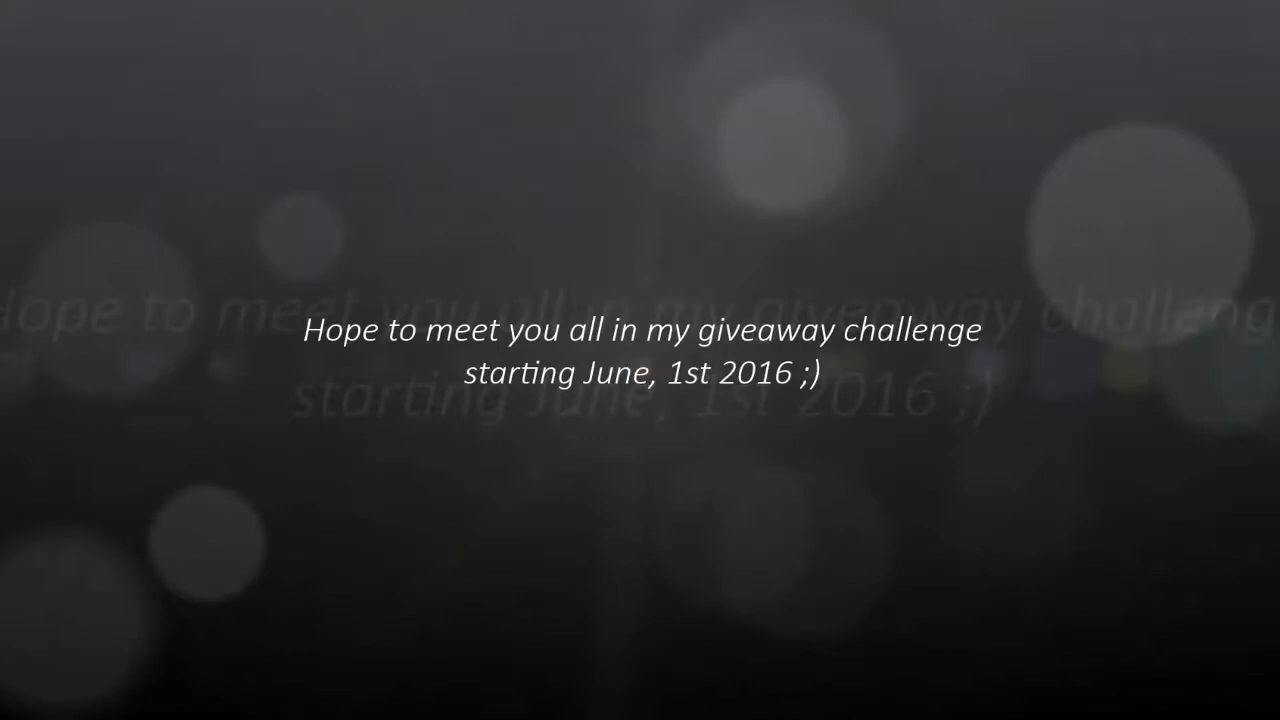 Hope to meet you all in my giveaway challenge
starting June, 1st 2016 ;)